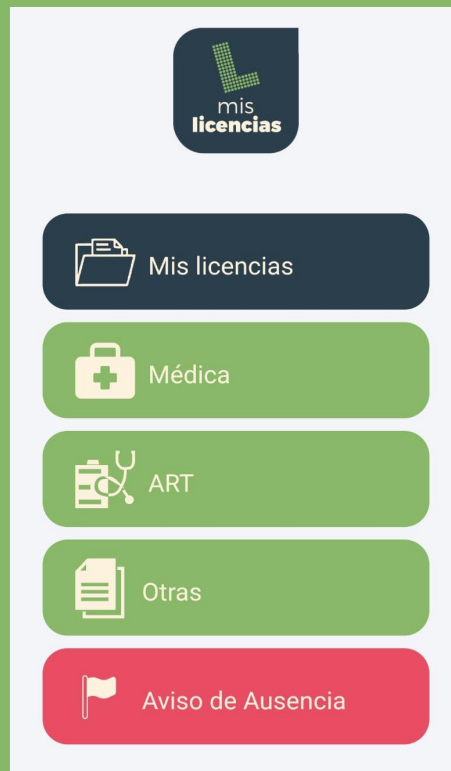 mis
licencias
Mis licencias
Médica
ART
Otras
Aviso de Ausencia